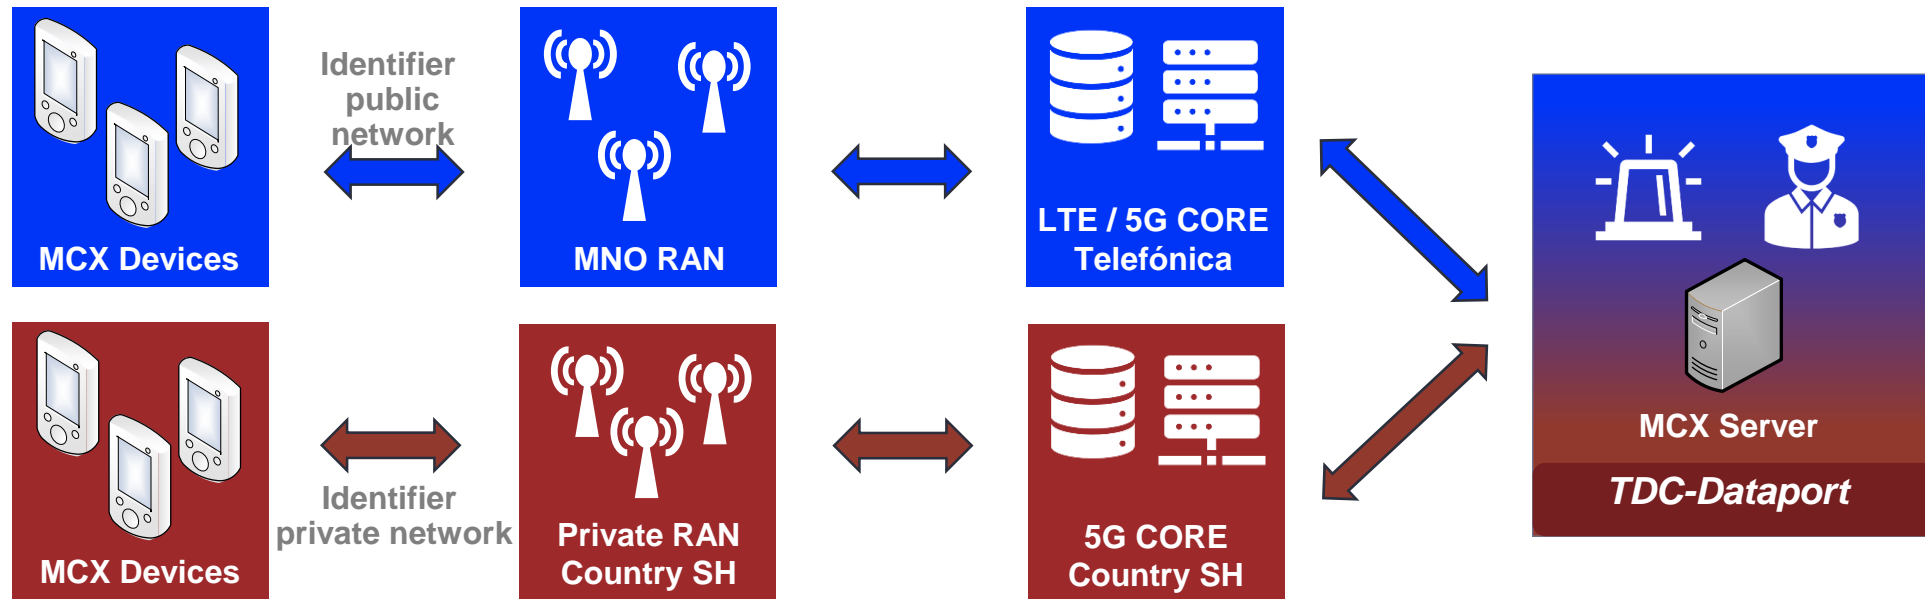 Identifier
public
network
MCX Devices
MNO RAN
LTE / 5G CORE
Telefónica
MCX Devices
Identifier
private network
Private RAN
Country SH
5G CORE
Country SH
MCX Server
TDC-Dataport